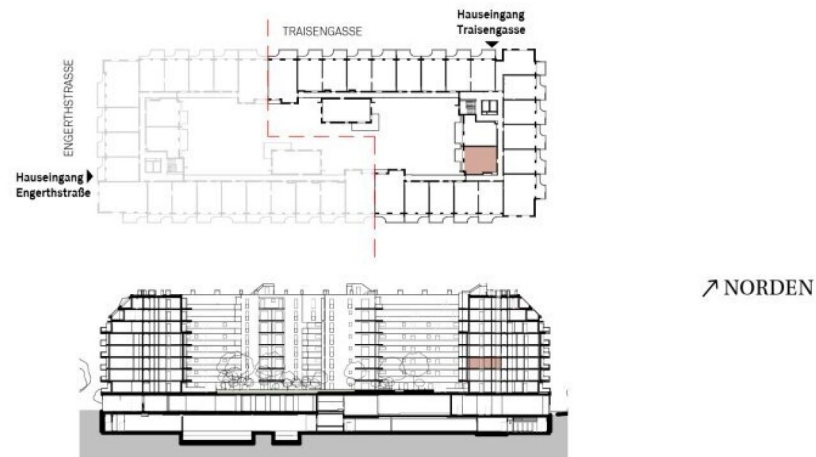 Hauseingang
Traisengasse
TRAISENGASSE
ENGERTHSTRASSE
Hauseingang
Engerthstraße
↗ NORDEN